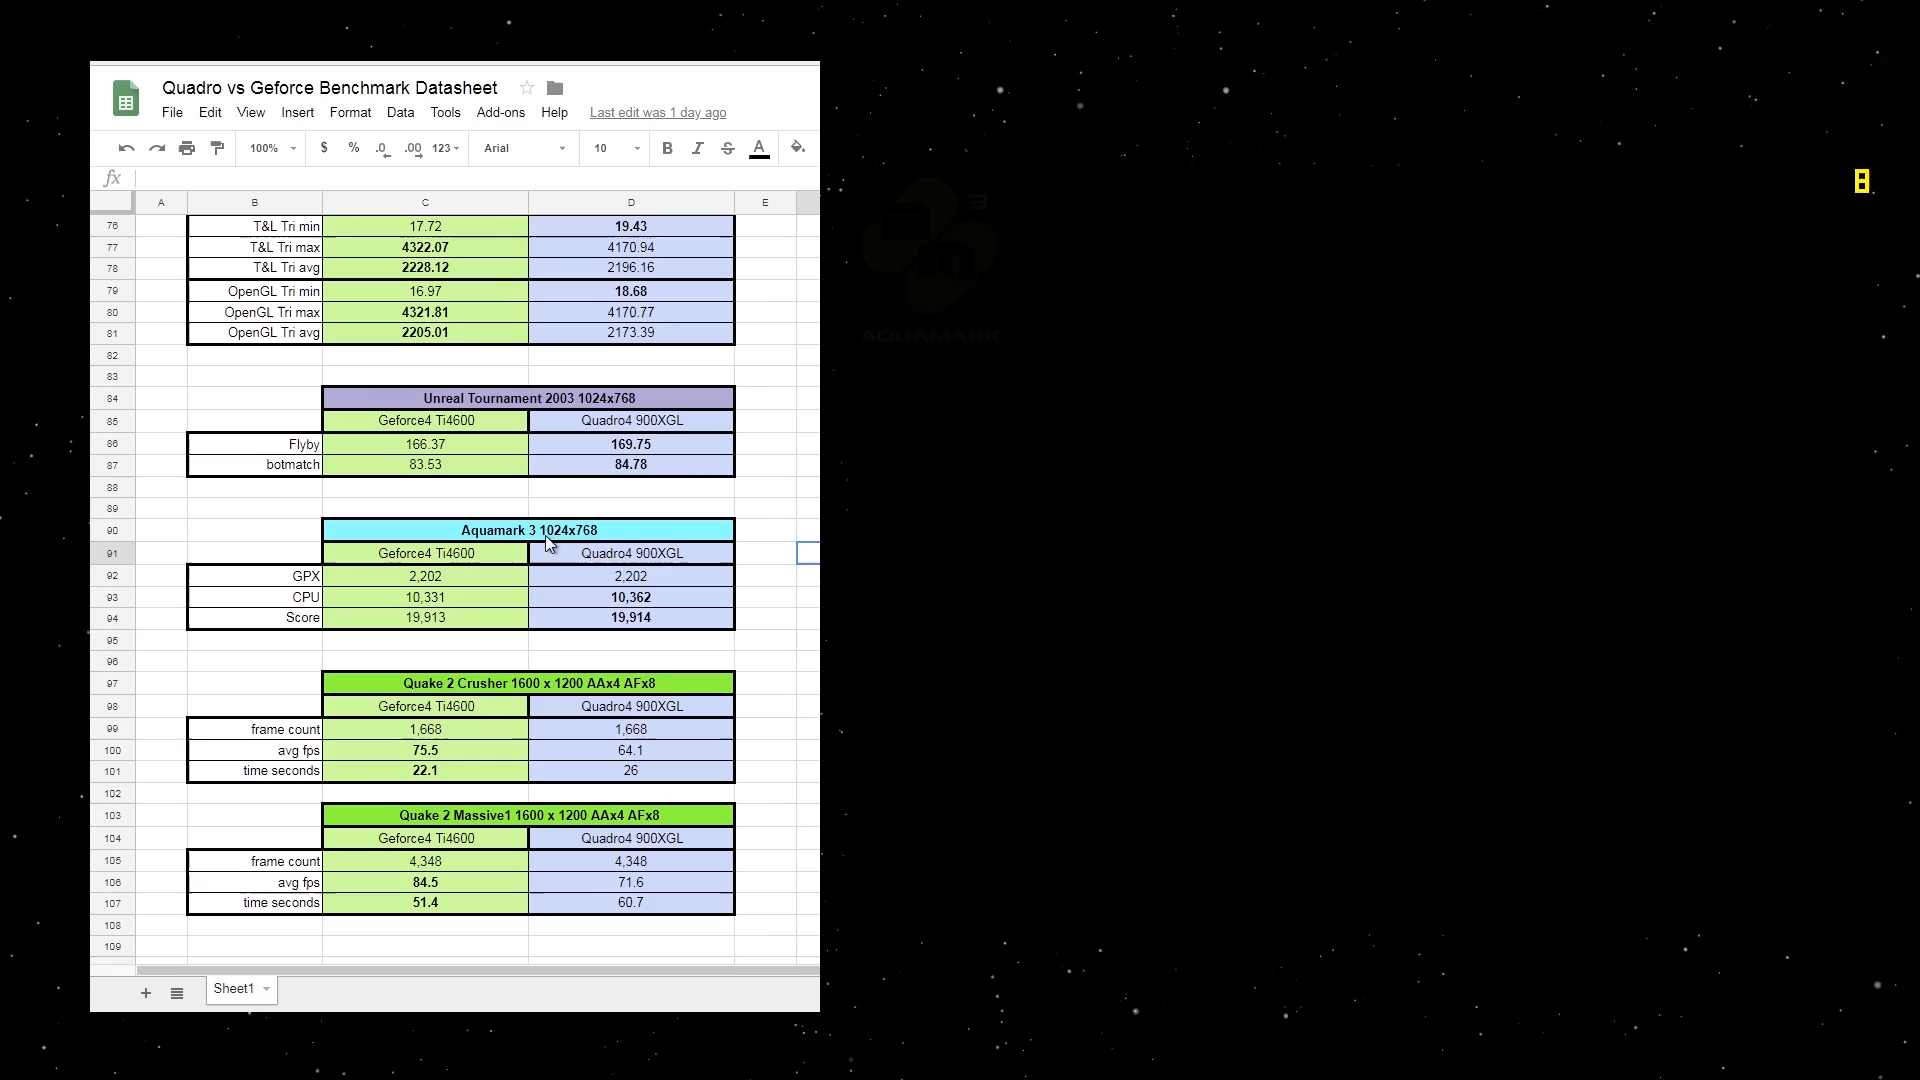 Quadro vs Geforce Benchmark Datasheet
File Edit View Insert Format Data Tools Add-ons Help Last edit was 1 day ago
100% $ % .0 .00 123 Arial 10 B I S A
fx
A B C D E
76 T&L Tri min 17.72 19.43
77 T&L Tri max 4322.07 4170.94
78 T&L Tri avg 2228.12 2196.16
79 OpenGL Tri min 16.97 18.68
80 OpenGL Tri max 4321.81 4170.77
81 OpenGL Tri avg 2205.01 2173.39
82
83
84 Unreal Tournament 2003 1024x768
85 Geforce4 Ti4600 Quadro4 900XGL
86 Flyby 166.37 169.75
87 botmatch 83.53 84.78
88
89
90 Aquamark 3 1024x768
91 Geforce4 Ti4600 Quadro4 900XGL
92 GPX 2,202 2,202
93 CPU 10,331 10,362
94 Score 19,913 19,914
95
96
97 Quake 2 Crusher 1600 x 1200 AAx4 AFx8
98 Geforce4 Ti4600 Quadro4 900XGL
99 frame count 1,668 1,668
100 avg fps 75.5 64.1
101 time seconds 22.1 26
102
103 Quake 2 Massive1 1600 x 1200 AAx4 AFx8
104 Geforce4 Ti4600 Quadro4 900XGL
105 frame count 4,348 4,348
106 avg fps 84.5 71.6
107 time seconds 51.4 60.7
108
109
+ Sheet1
am 3
AQUAMARK
8